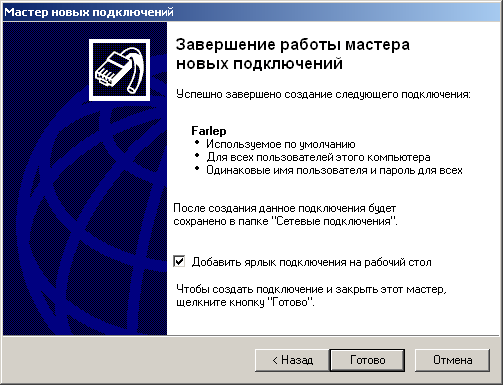 Мастер новых подключений
Завершение работы мастера
новых подключений
Успешно завершено создание следующего подключения:
Farlep
• Используемое по умолчанию
• Для всех пользователей этого компьютера
• Одинаковые имя пользователя и пароль для всех
После создания данное подключения будет
сохранено в папке "Сетевые подключения".
Добавить ярлык подключения на рабочий стол
Чтобы создать подключение и закрыть этот мастер,
щелкните кнопку "Готово".
< Назад
Готово
Отмена